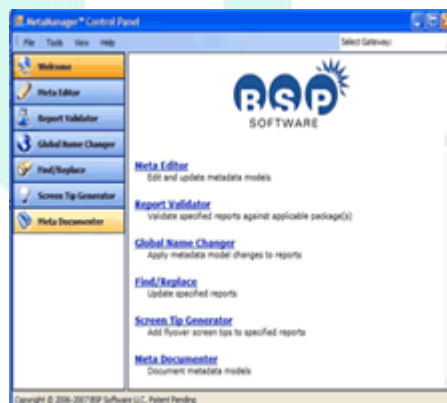 MetaManager™ Control Panel
File Tools View Help
Select Gateway:
Welcome
Meta Editor
Report Validator
Global Name Changer
Find/Replace
Screen Tip Generator
Meta Documenter
BSP
SOFTWARE
Meta Editor
Edit and update metadata models
Report Validator
Validate specified reports against applicable package(s)
Global Name Changer
Apply metadata model changes to reports
Find/Replace
Update specified reports
Screen Tip Generator
Add flyover screen tips to specified reports
Meta Documenter
Document metadata models
Copyright © 2006-2007 BSP Software LLC, Patent Pending